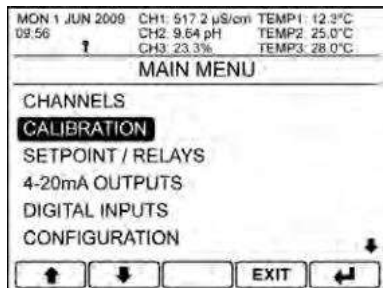 MON 1 JUN 2009 CH1: 517.2 µS/cm TEMP1: 12.3°C
09:56 CH2: 9.64 pH TEMP2: 25.0°C
? CH3: 23.3% TEMP3: 28.0°C
MAIN MENU
CHANNELS
CALIBRATION
SETPOINT / RELAYS
4-20mA OUTPUTS
DIGITAL INPUTS
CONFIGURATION
EXIT